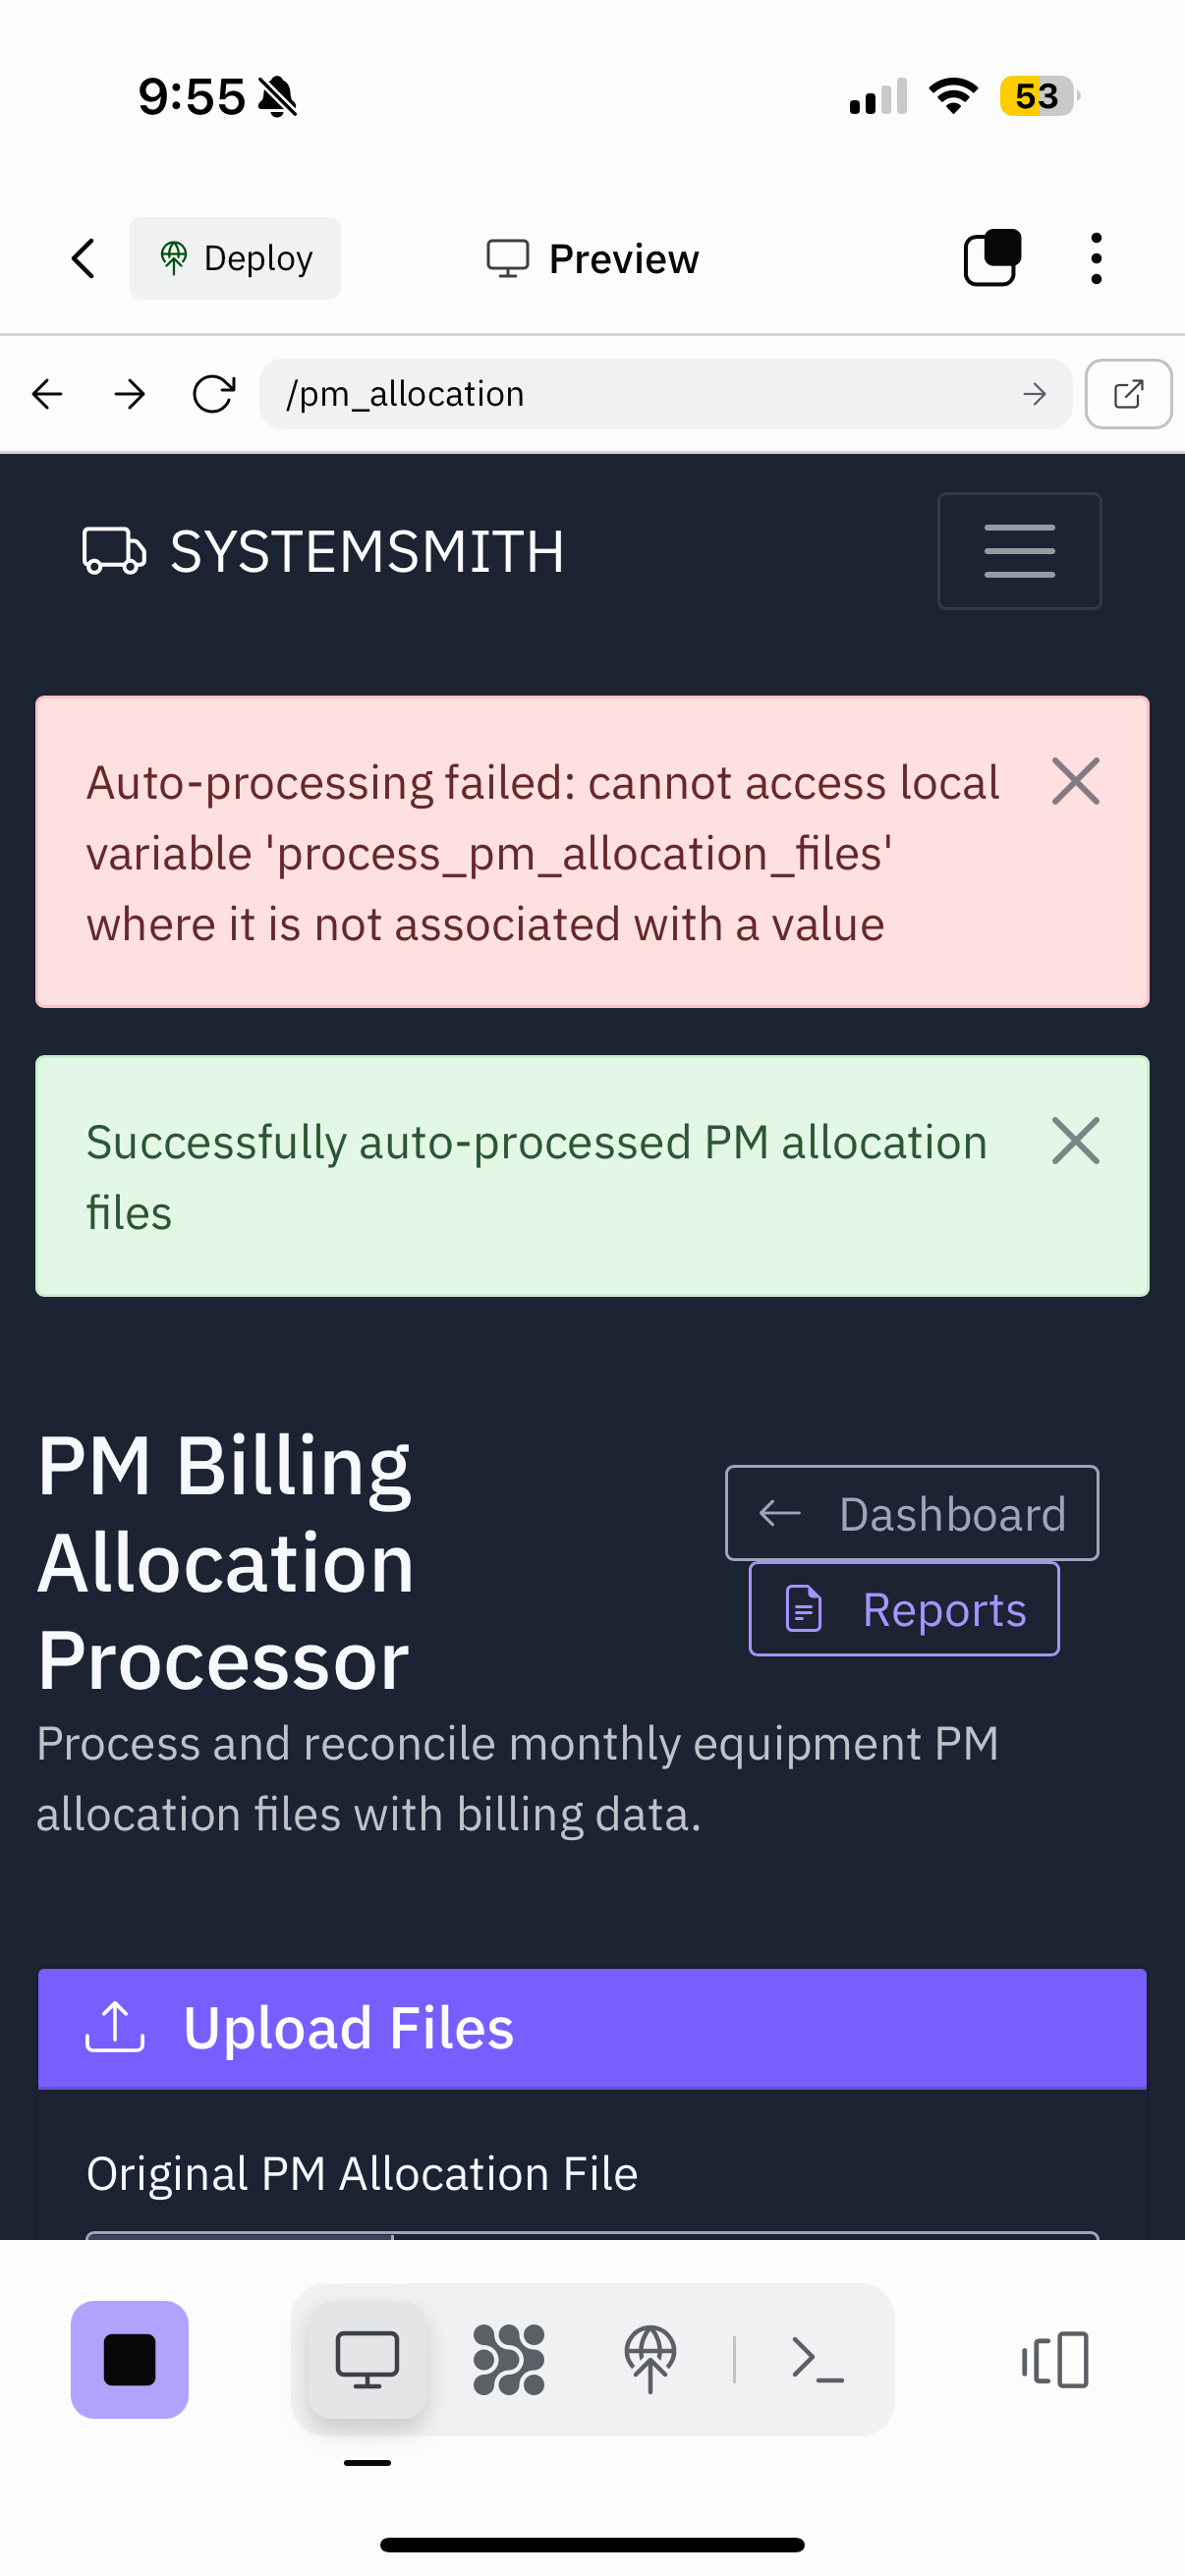 9:55
53
Deploy
Preview
/pm_allocation
SYSTEMSMITH
Auto-processing failed: cannot access local
variable 'process_pm_allocation_files'
where it is not associated with a value
Successfully auto-processed PM allocation
files
PM Billing
Allocation
Processor
Dashboard
Reports
Process and reconcile monthly equipment PM
allocation files with billing data.
Upload Files
Original PM Allocation File